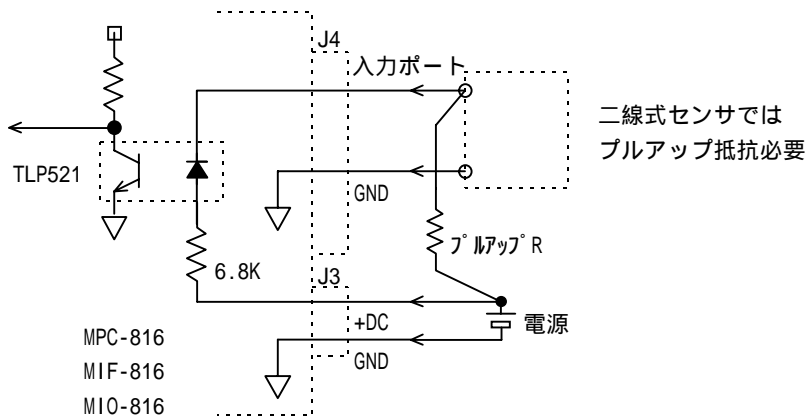 J4
入力ポート
二線式センサでは
プルアップ抵抗必要
TLP521
GND
プルアップR
6.8K
J3
+DC
電源
GND
MPC-816
MIF-816
MIO-816